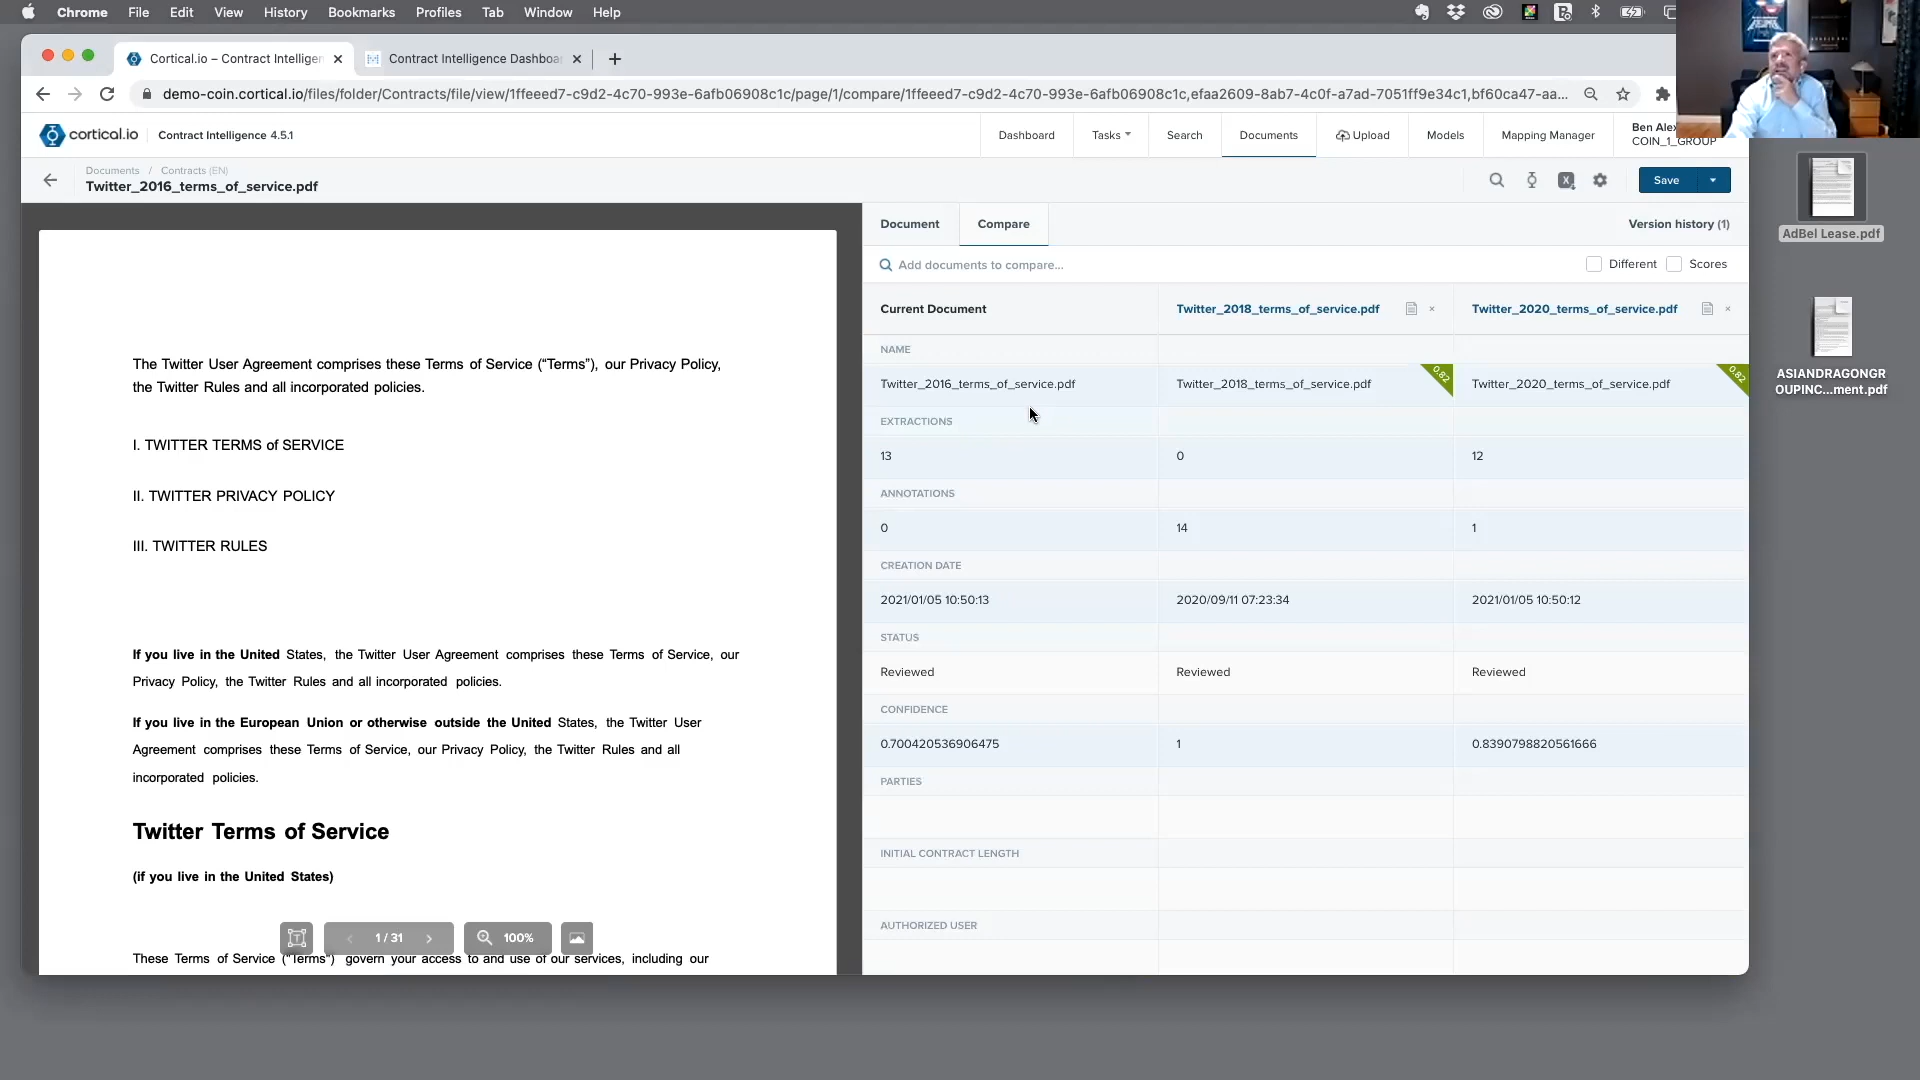 Chrome File Edit View History Bookmarks Profiles Tab Window Help
Cortical.io – Contract Intelligen
Contract Intelligence Dashboa
demo-coin.cortical.io/files/folder/Contracts/file/view/1ffeeed7-c9d2-4c70-993e-6afb06908c1c/page/1/compare/1ffeeed7-c9d2-4c70-993e-6afb06908c1c,efaa2609-8ab7-4c0f-a7ad-7051ff9e34c1,bf60ca47-aa...
cortical.io Contract Intelligence 4.5.1
Dashboard Tasks Search Documents Upload Models Mapping Manager
Ben Alex
COIN_1_GROUP
Documents / Contracts (EN)
Twitter_2016_terms_of_service.pdf
Save
The Twitter User Agreement comprises these Terms of Service (“Terms”), our Privacy Policy,
the Twitter Rules and all incorporated policies.
I. TWITTER TERMS of SERVICE
II. TWITTER PRIVACY POLICY
III. TWITTER RULES
If you live in the United States, the Twitter User Agreement comprises these Terms of Service, our
Privacy Policy, the Twitter Rules and all incorporated policies.
If you live in the European Union or otherwise outside the United States, the Twitter User
Agreement comprises these Terms of Service, our Privacy Policy, the Twitter Rules and all
incorporated policies.
Twitter Terms of Service
(if you live in the United States)
1 / 31
100%
These Terms of Service (“Terms”) govern your access to and use of our services, including our
Document Compare Version history (1)
Add documents to compare... Different Scores
Current Document Twitter_2018_terms_of_service.pdf × Twitter_2020_terms_of_service.pdf ×
NAME
Twitter_2016_terms_of_service.pdf Twitter_2018_terms_of_service.pdf 0.82 Twitter_2020_terms_of_service.pdf 0.82
EXTRACTIONS
13 0 12
ANNOTATIONS
0 14 1
CREATION DATE
2021/01/05 10:50:13 2020/09/11 07:23:34 2021/01/05 10:50:12
STATUS
Reviewed Reviewed Reviewed
CONFIDENCE
0.700420536906475 1 0.8390798820561666
PARTIES
INITIAL CONTRACT LENGTH
AUTHORIZED USER
AdBel Lease.pdf
ASIANDRAGONGR
OUPINC...ment.pdf